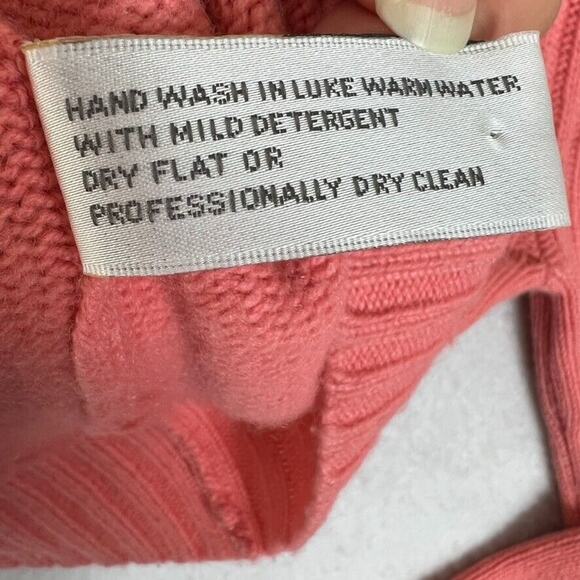 HAND WASH IN LUKE WARM WATER
WITH MILD DETERGENT
DRY FLAT OR
PROFESSIONALLY DRY CLEAN